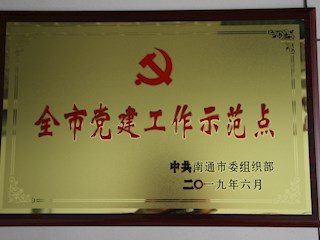 全市党建工作示范点
中共南通市委组织部
二〇一九年六月